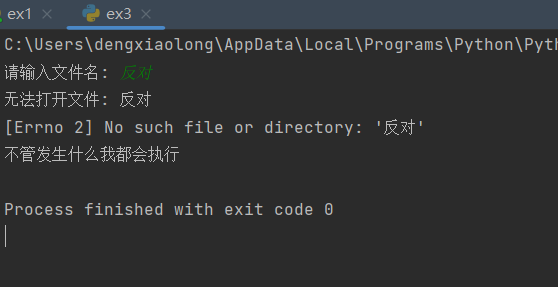 ex1 ex3
C:\Users\dengxiaolong\AppData\Local\Programs\Python\Pyth
请输入文件名: 反对
无法打开文件: 反对
[Errno 2] No such file or directory: '反对'
不管发生什么我都会执行
Process finished with exit code 0